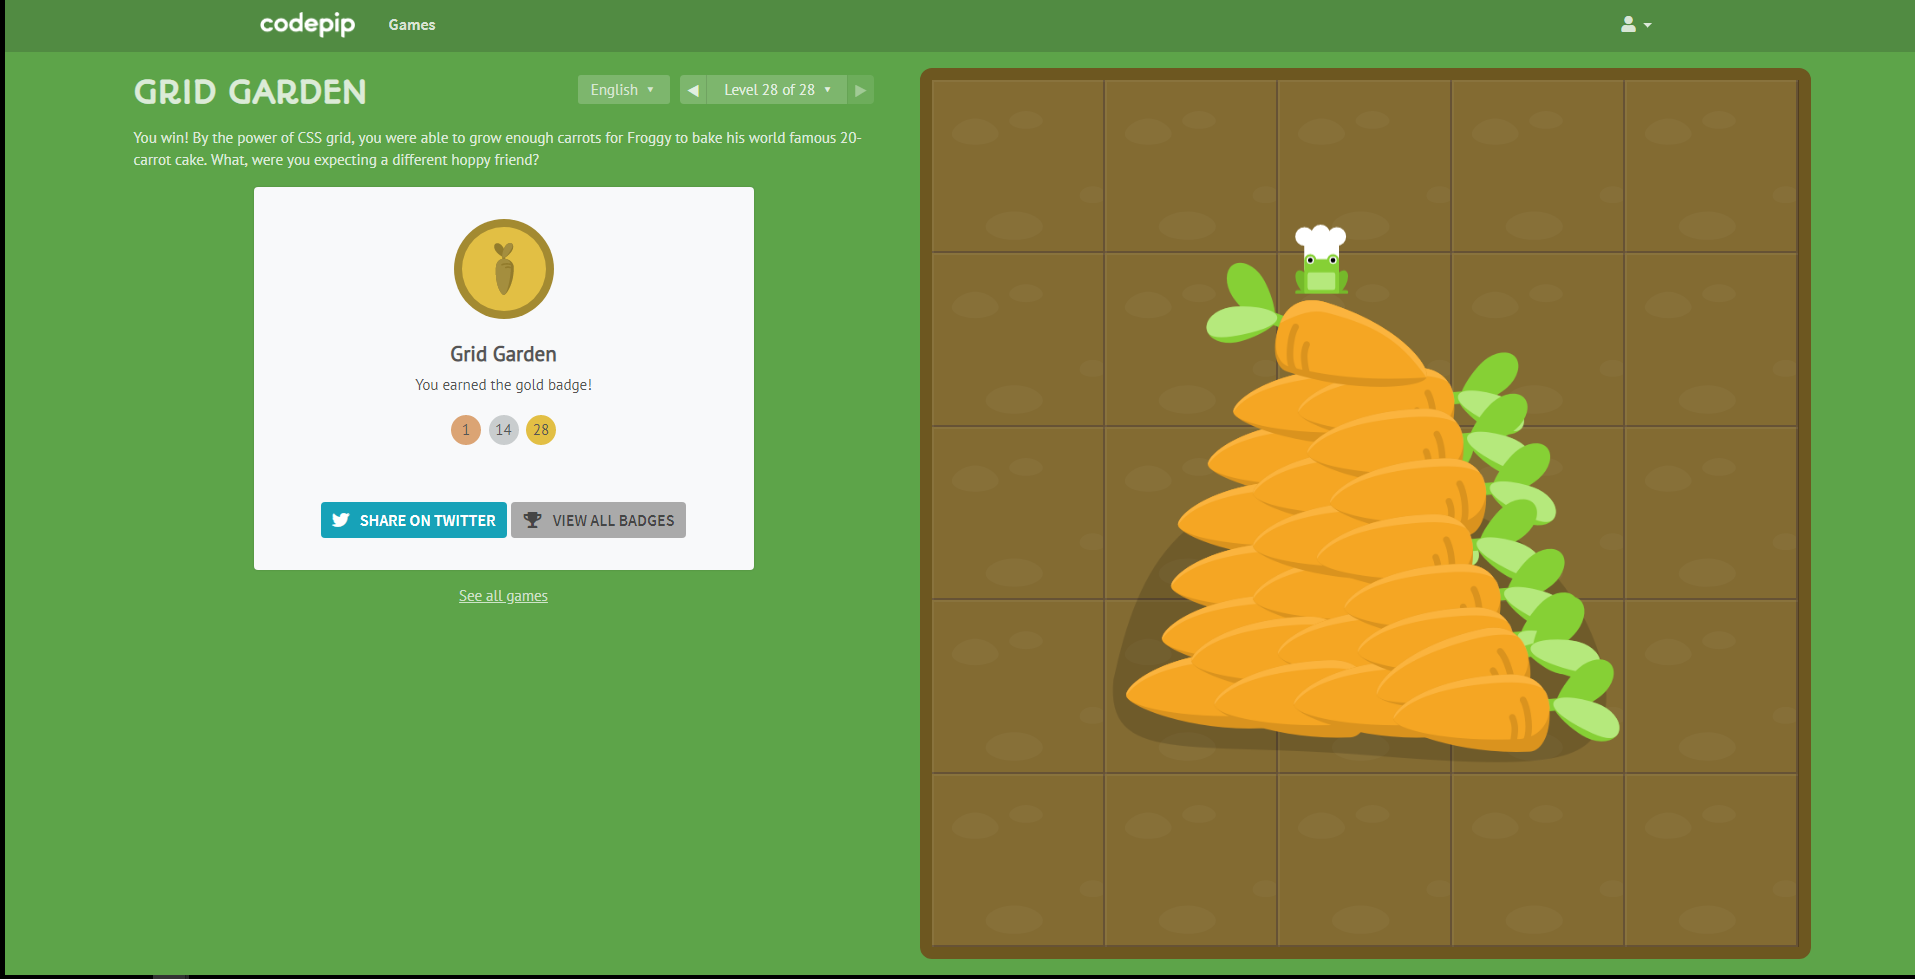 codepip
Games
GRID GARDEN
English
Level 28 of 28
You win! By the power of CSS grid, you were able to grow enough carrots for Froggy to bake his world famous 20-
carrot cake. What, were you expecting a different hoppy friend?
Grid Garden
You earned the gold badge!
1 14 28
SHARE ON TWITTER
VIEW ALL BADGES
See all games